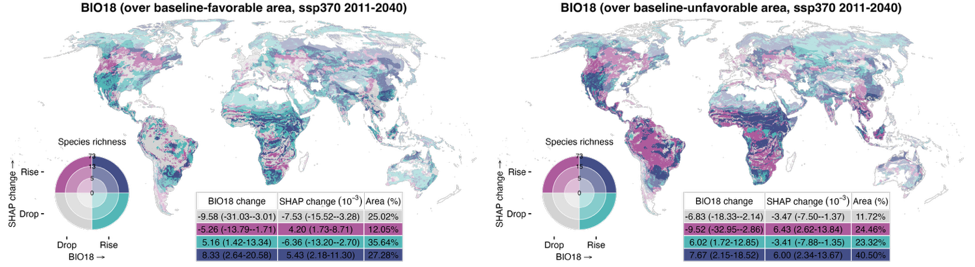 BIO18 (over baseline-favorable area, ssp370 2011-2040)
Species richness
23
13
8
0
SHAP change →
Rise
Drop
Drop Rise
BIO18 →
BIO18 change SHAP change (10⁻³) Area (%)
-9.58 (-31.03--3.01) -7.53 (-15.52--3.28) 25.02%
-5.26 (-13.79--1.71) 4.20 (1.73-8.71) 12.05%
5.16 (1.42-13.34) -6.36 (-13.20--2.70) 35.64%
8.33 (2.64-20.58) 5.43 (2.18-11.30) 27.28%
BIO18 (over baseline-unfavorable area, ssp370 2011-2040)
Species richness
23
13
8
0
SHAP change →
Rise
Drop
Drop Rise
BIO18 →
BIO18 change SHAP change (10⁻³) Area (%)
-6.83 (-18.33--2.14) -3.47 (-7.50--1.37) 11.72%
-9.52 (-32.95--2.86) 6.43 (2.62-13.84) 24.46%
6.02 (1.72-12.85) -3.41 (-7.88--1.35) 23.32%
7.67 (2.15-18.52) 6.00 (2.34-13.67) 40.50%